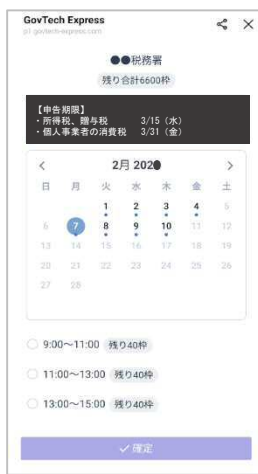 GovTech Express
p1.govtech-express.com
●●税務署
残り合計6600枠
【申告期限】
・所得税、贈与税 3/15（水）
・個人事業者の消費税 3/31（金）
2月 202●
日 月 火 水 木 金 土
1 2 3 4 5
6 7 8 9 10 11 12
13 14 15 16 17 18 19
20 21 22 23 24 25 26
27 28
9:00～11:00 残り40枠
11:00～13:00 残り40枠
13:00～15:00 残り40枠
✓確定